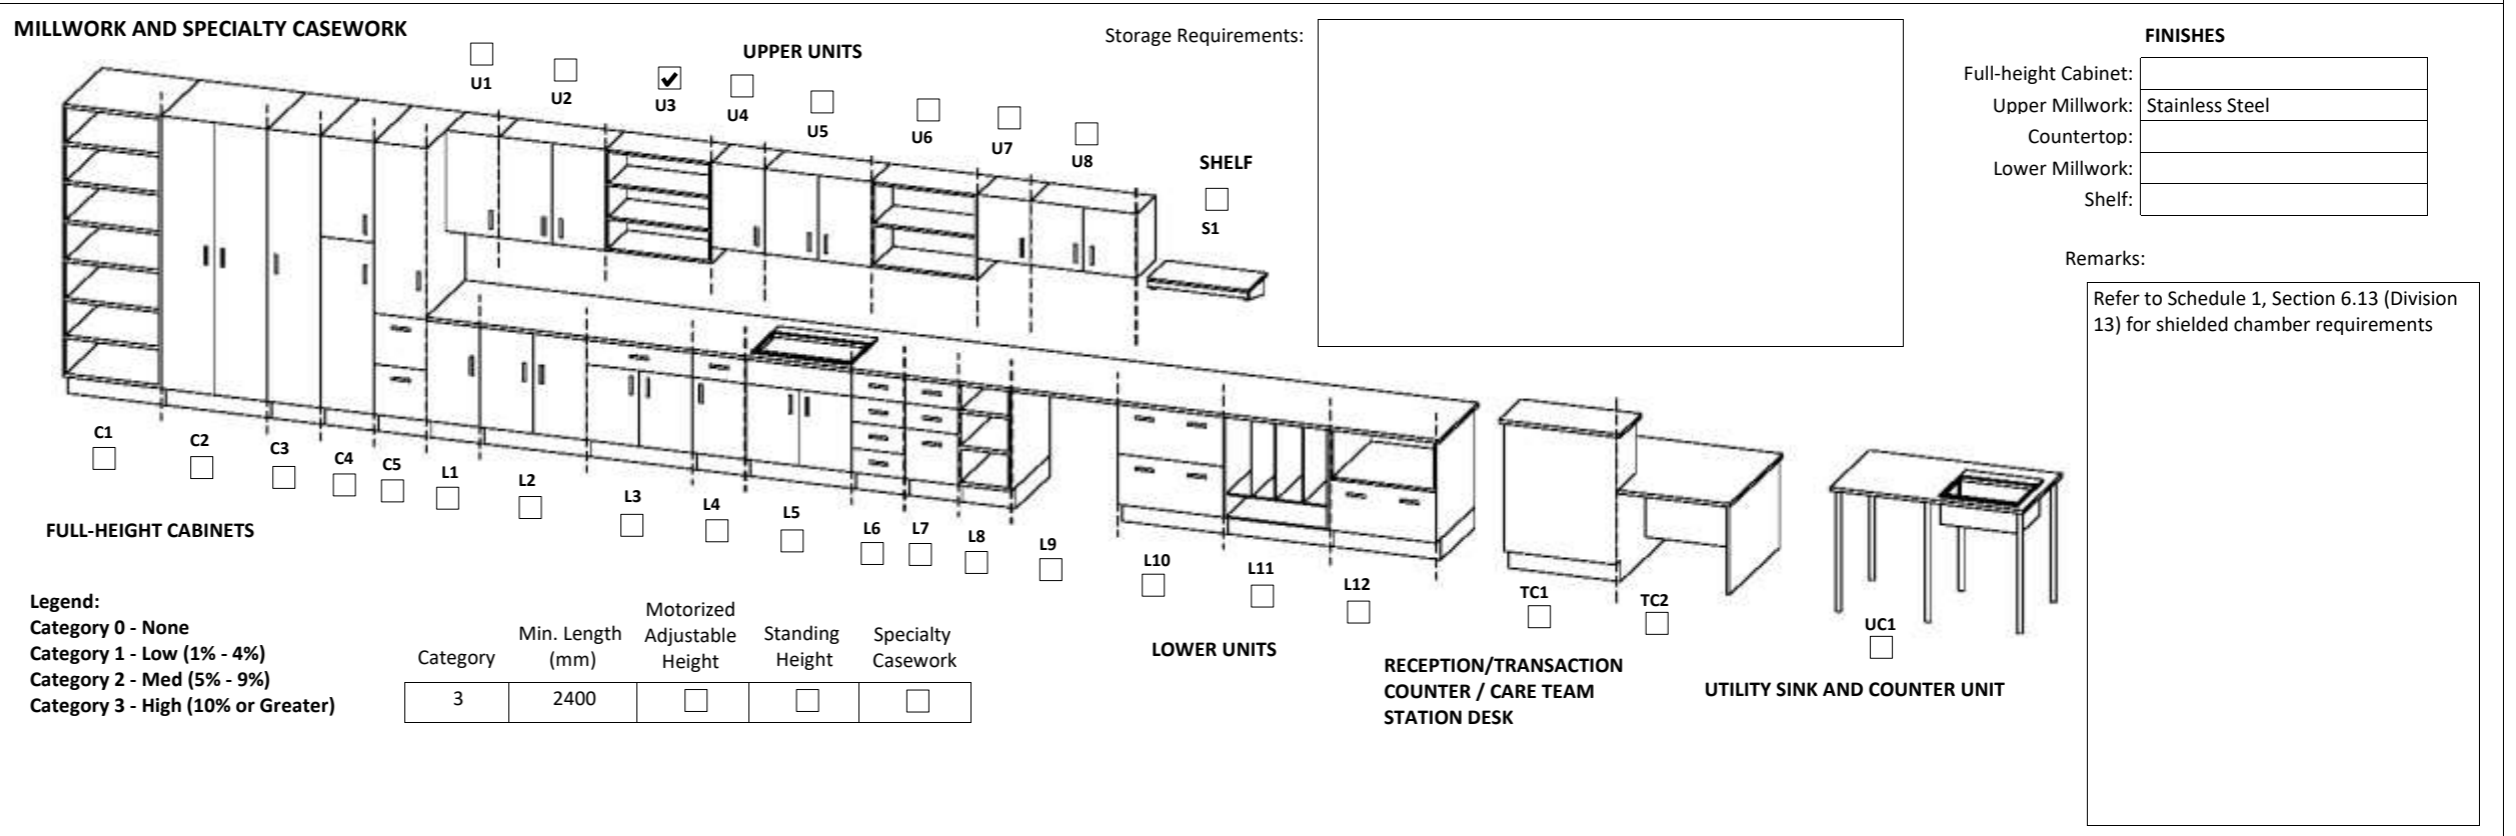 MILLWORK AND SPECIALTY CASEWORK
UPPER UNITS
U1
U2
U3
U4
U5
U6
U7
U8
SHELF
S1
Storage Requirements:
FINISHES
Full-height Cabinet:
Upper Millwork: Stainless Steel
Countertop:
Lower Millwork:
Shelf:
Remarks:
Refer to Schedule 1, Section 6.13 (Division
13) for shielded chamber requirements
C1
C2
C3
C4
C5
L1
L2
L3
L4
L5
L6
L7
L8
L9
L10
L11
L12
TC1
TC2
UC1
FULL-HEIGHT CABINETS
LOWER UNITS
RECEPTION/TRANSACTION
COUNTER / CARE TEAM
STATION DESK
UTILITY SINK AND COUNTER UNIT
Legend:
Category 0 - None
Category 1 - Low (1% - 4%)
Category 2 - Med (5% - 9%)
Category 3 - High (10% or Greater)
Category
Min. Length
(mm)
Motorized
Adjustable
Height
Standing
Height
Specialty
Casework
3
2400